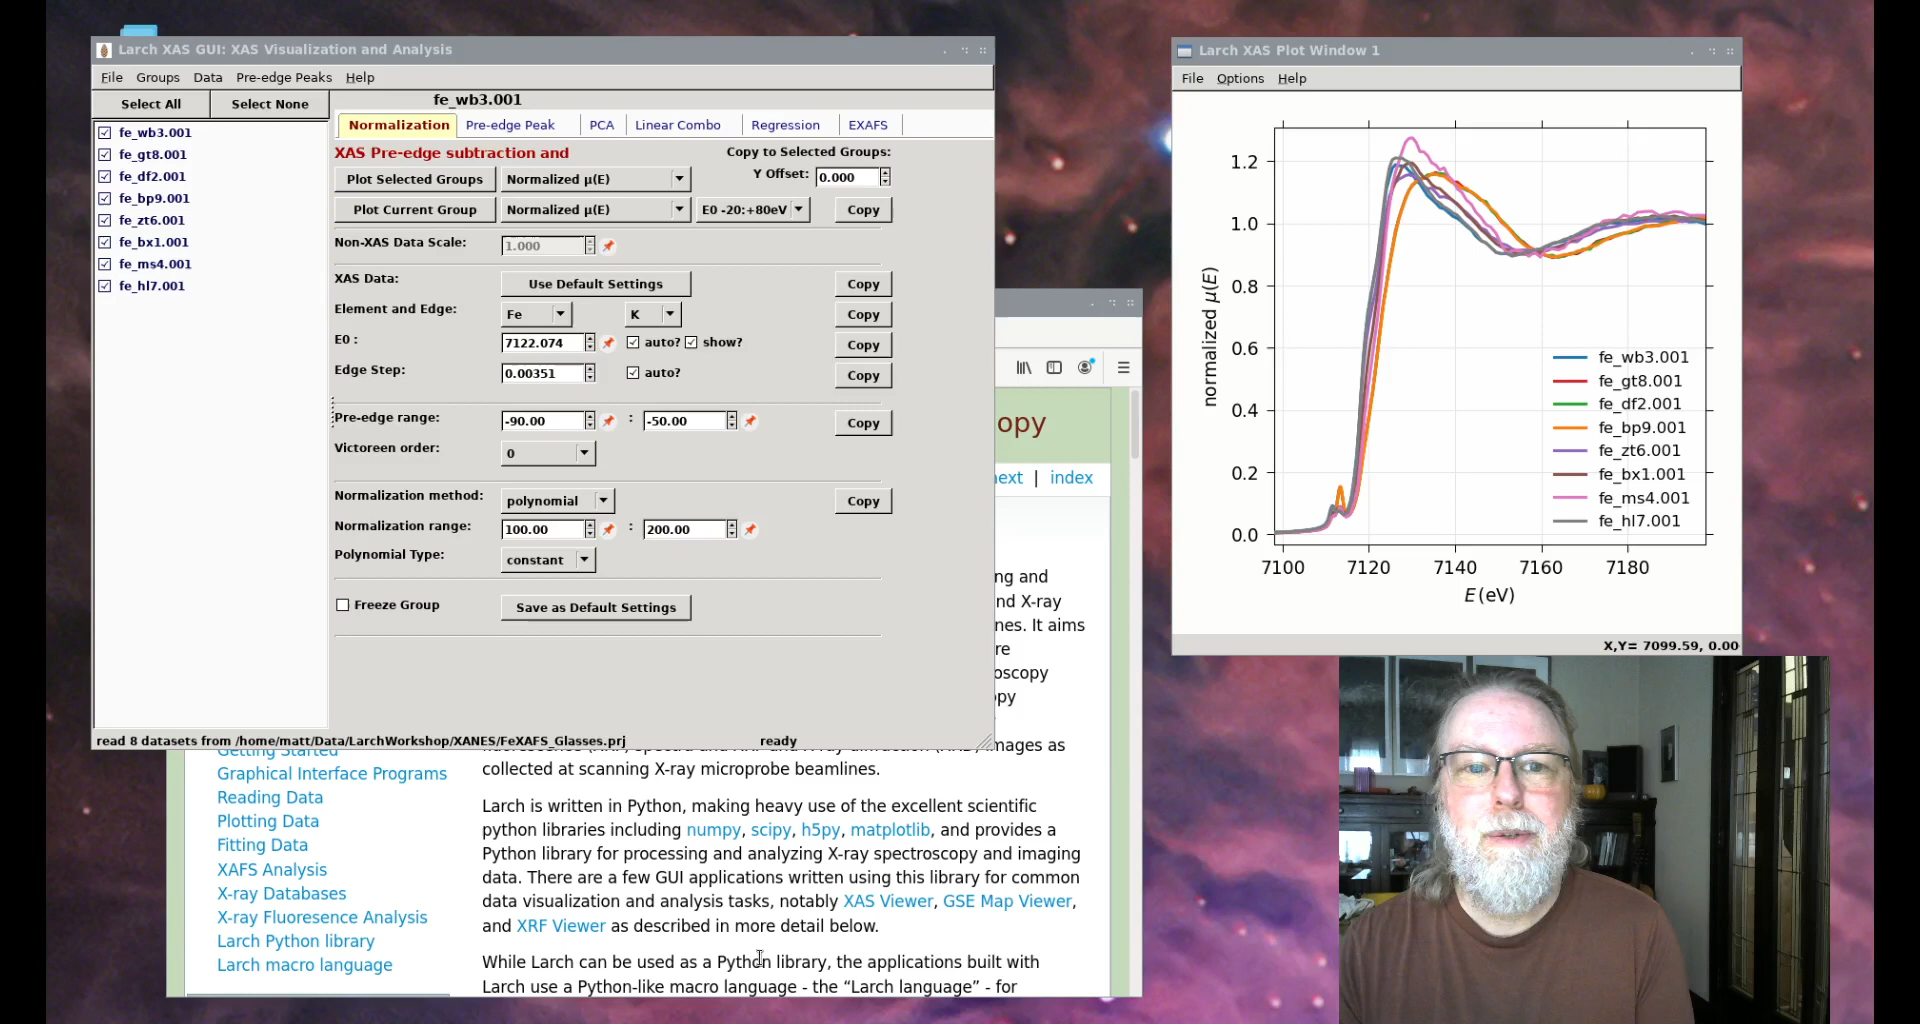 Larch XAS GUI: XAS Visualization and Analysis
File Groups Data Pre-edge Peaks Help
Select All Select None
fe_wb3.001
fe_gt8.001
fe_df2.001
fe_bp9.001
fe_zt6.001
fe_bx1.001
fe_ms4.001
fe_hl7.001
fe_wb3.001
Normalization Pre-edge Peak PCA Linear Combo Regression EXAFS
XAS Pre-edge subtraction and
Copy to Selected Groups:
Plot Selected Groups Normalized μ(E) Y Offset: 0.000
Plot Current Group Normalized μ(E) E0 -20:+80eV Copy
Non-XAS Data Scale: 1.000
XAS Data: Use Default Settings Copy
Element and Edge: Fe K Copy
E0 : 7122.074 auto? show? Copy
Edge Step: 0.00351 auto? Copy
Pre-edge range: -90.00 : -50.00 Copy
Victoreen order: 0
Normalization method: polynomial Copy
Normalization range: 100.00 : 200.00
Polynomial Type: constant
Freeze Group Save as Default Settings
read 8 datasets from /home/matt/Data/LarchWorkshop/XANES/FeXAFS_Glasses.prj ready
Larch XAS Plot Window 1
File Options Help
normalized μ(E)
1.2
1.0
0.8
0.6
0.4
0.2
0.0
fe_wb3.001
fe_gt8.001
fe_df2.001
fe_bp9.001
fe_zt6.001
fe_bx1.001
fe_ms4.001
fe_hl7.001
7100 7120 7140 7160 7180
E (eV)
X,Y= 7099.59, 0.00
opy
ext | index
ng and
nd X-ray
nes. It aims
re
oscopy
py
images as
collected at scanning X-ray microprobe beamlines.
Getting Started
Graphical Interface Programs
Reading Data
Plotting Data
Fitting Data
XAFS Analysis
X-ray Databases
X-ray Fluoresence Analysis
Larch Python library
Larch macro language
Larch is written in Python, making heavy use of the excellent scientific
python libraries including numpy, scipy, h5py, matplotlib, and provides a
Python library for processing and analyzing X-ray spectroscopy and imaging
data. There are a few GUI applications written using this library for common
data visualization and analysis tasks, notably XAS Viewer, GSE Map Viewer,
and XRF Viewer as described in more detail below.
While Larch can be used as a Python library, the applications built with
Larch use a Python-like macro language - the “Larch language” - for